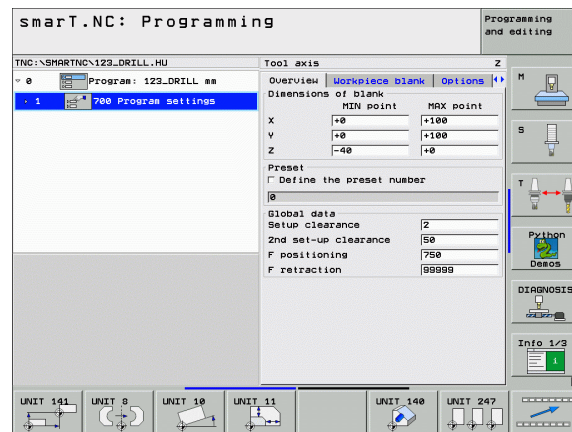 smarT.NC: Programming
Programming
and editing
TNC:\SMARTNC\123_DRILL.HU
Tool axis Z
0 Program: 123_DRILL mm
1 700 Program settings
Overview Workpiece blank Options
Dimensions of blank
MIN point MAX point
X +0 +100
Y +0 +100
Z -40 +0
Preset
Define the preset number
0
Global data
Setup clearance 2
2nd set-up clearance 50
F positioning 750
F retraction 99999
M
S
T
Python
Demos
DIAGNOSIS
Info 1/3
UNIT 141
UNIT 8
UNIT 10
UNIT 11
UNIT 140
UNIT 247